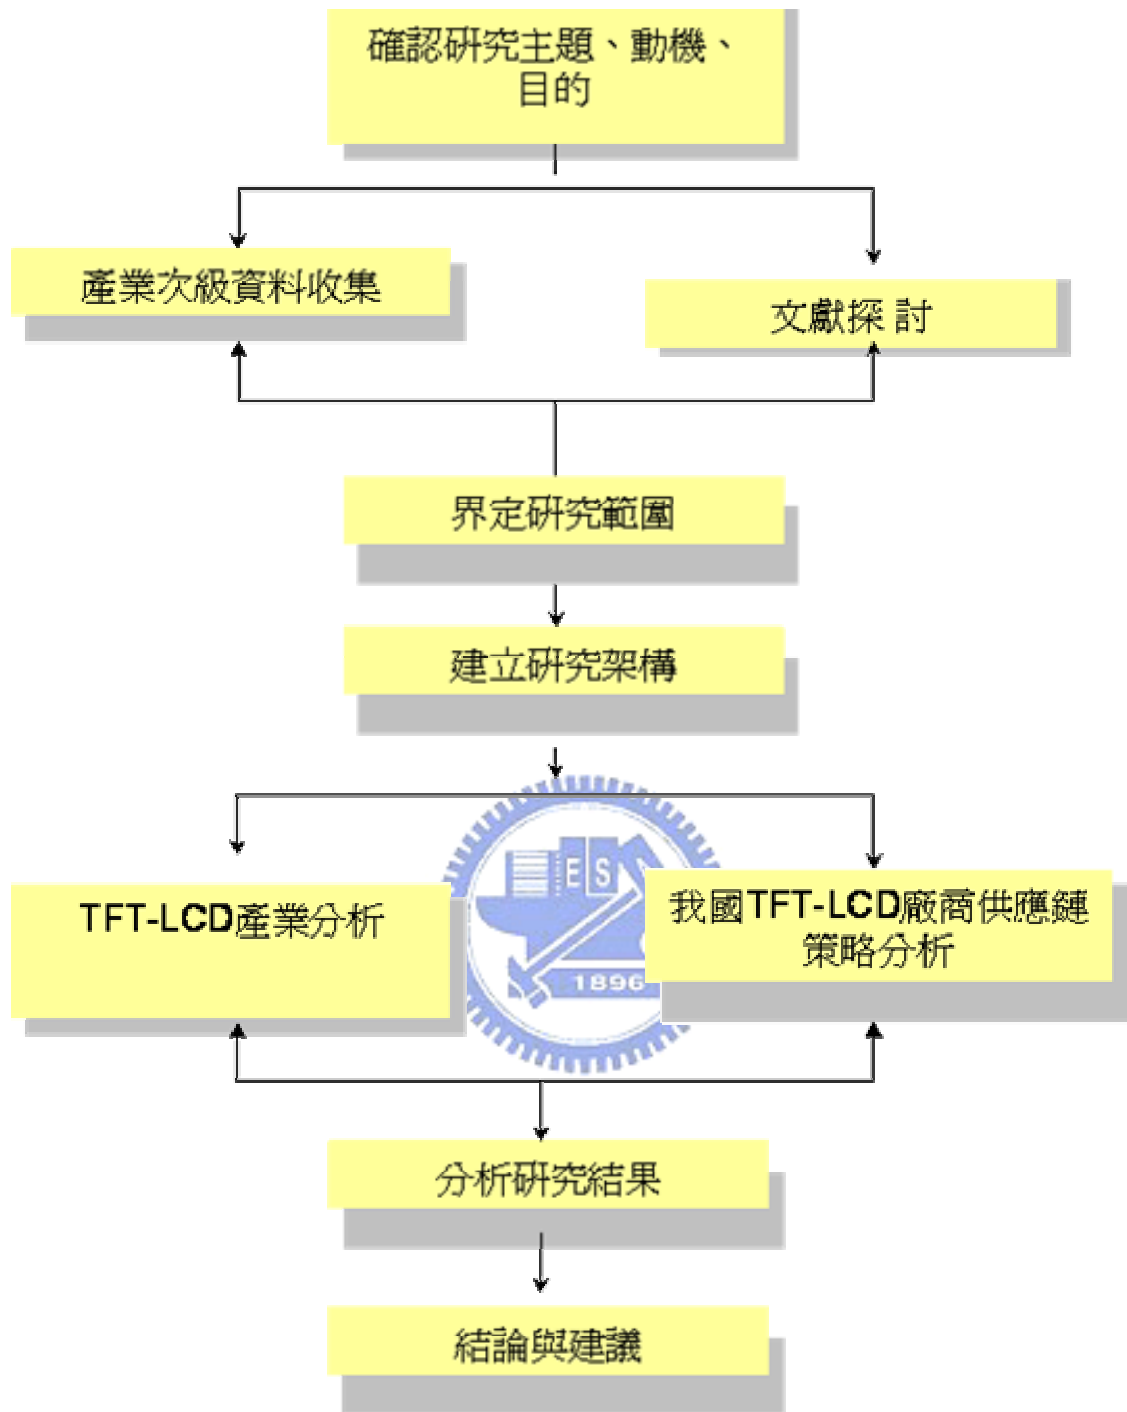 確認研究主題、動機、
目的
產業次級資料收集
文獻探 討
界定研究範圍
建立研究架構
ES
1896
TFT-LCD產業分析
我國TFT-LCD廠商供應鏈
策略分析
分析研究結果
結論與建議